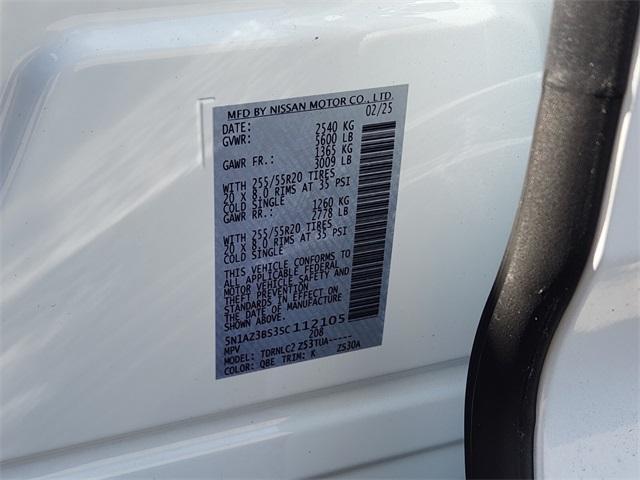 MFD BY NISSAN MOTOR CO., LTD.
DATE: 02/25
GVWR: 2540 KG
5600 LB
GAWR FR.: 1365 KG
3009 LB
WITH 255/55R20 TIRES
20 X 8.0 RIMS AT 35 PSI
COLD SINGLE
GAWR RR.: 1260 KG
2778 LB
WITH 255/55R20 TIRES
20 X 8.0 RIMS AT 35 PSI
COLD SINGLE
THIS VEHICLE CONFORMS TO
ALL APPLICABLE FEDERAL
MOTOR VEHICLE SAFETY AND
THEFT PREVENTION
STANDARDS IN EFFECT ON
THE DATE OF MANUFACTURE
5N1AZ3BS3SC112105
MPV 208
MODEL: TDRNLC2 ZS3TUA-----
COLOR: QBE TRIM: K ZS30A